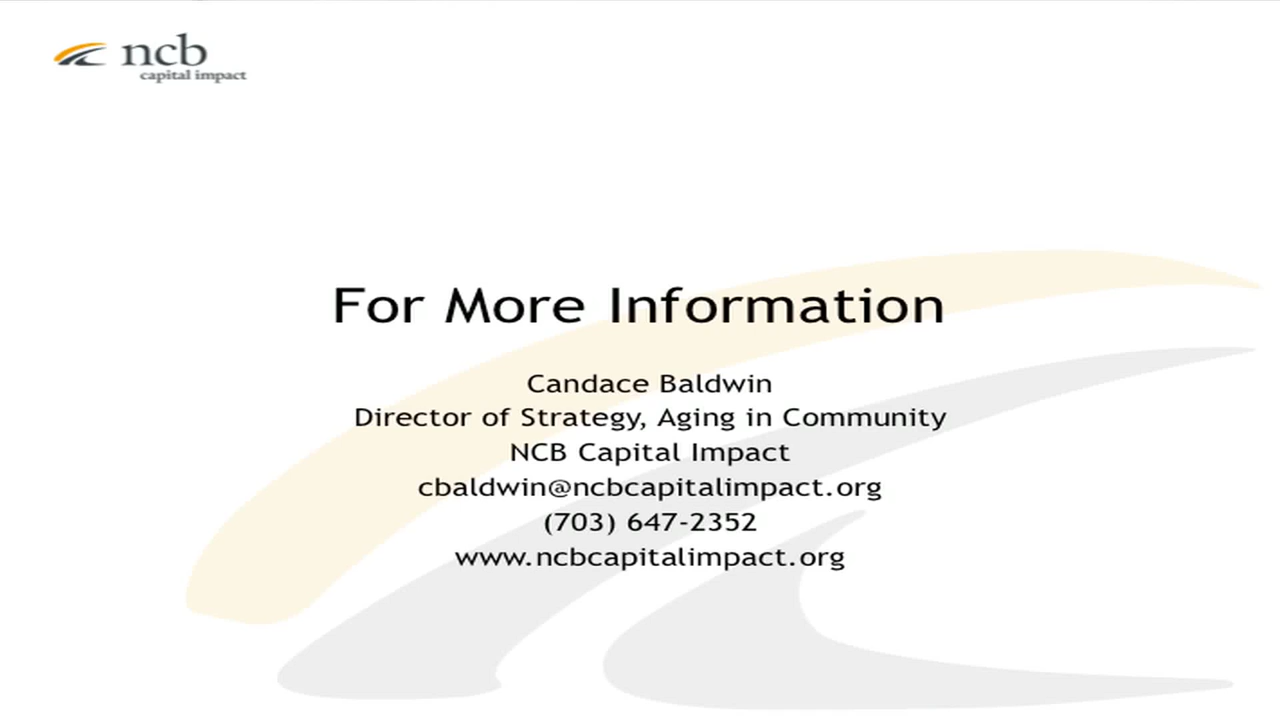 ncb
capital impact
For More Information
Candace Baldwin
Director of Strategy, Aging in Community
NCB Capital Impact
cbaldwin@ncbcapitalimpact.org
(703) 647-2352
www.ncbcapitalimpact.org